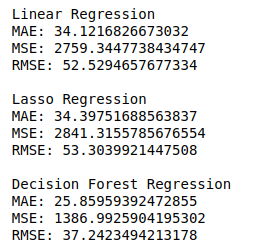 Linear Regression
MAE: 34.1216826673032
MSE: 2759.3447738434747
RMSE: 52.5294657677334
Lasso Regression
MAE: 34.39751688563837
MSE: 2841.3155785676554
RMSE: 53.3039921447508
Decision Forest Regression
MAE: 25.85959392472855
MSE: 1386.9925904195302
RMSE: 37.2423494213178